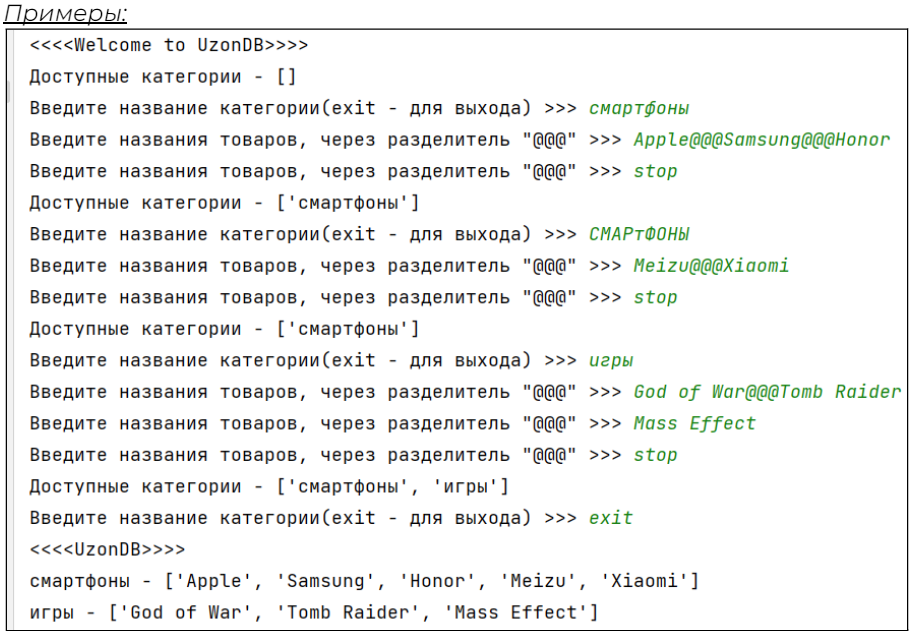 Примеры:
<<<<Welcome to UzonDB>>>>
Доступные категории - []
Введите название категории(exit - для выхода) >>> смартфоны
Введите названия товаров, через разделитель "@@@" >>> Apple@@@Samsung@@@Honor
Введите названия товаров, через разделитель "@@@" >>> stop
Доступные категории - ['смартфоны']
Введите название категории(exit - для выхода) >>> СМАРтФОНЫ
Введите названия товаров, через разделитель "@@@" >>> Meizu@@@Xiaomi
Введите названия товаров, через разделитель "@@@" >>> stop
Доступные категории - ['смартфоны']
Введите название категории(exit - для выхода) >>> игры
Введите названия товаров, через разделитель "@@@" >>> God of War@@@Tomb Raider
Введите названия товаров, через разделитель "@@@" >>> Mass Effect
Введите названия товаров, через разделитель "@@@" >>> stop
Доступные категории - ['смартфоны', 'игры']
Введите название категории(exit - для выхода) >>> exit
<<<<UzonDB>>>>
смартфоны - ['Apple', 'Samsung', 'Honor', 'Meizu', 'Xiaomi']
игры - ['God of War', 'Tomb Raider', 'Mass Effect']